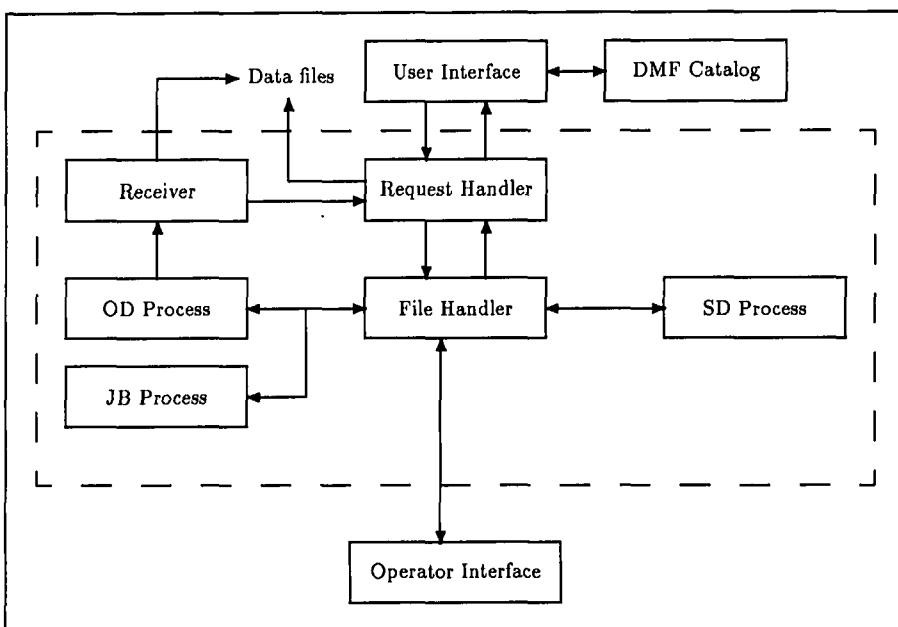 Data files
User Interface
DMF Catalog
Receiver
Request Handler
OD Process
File Handler
SD Process
JB Process
Operator Interface